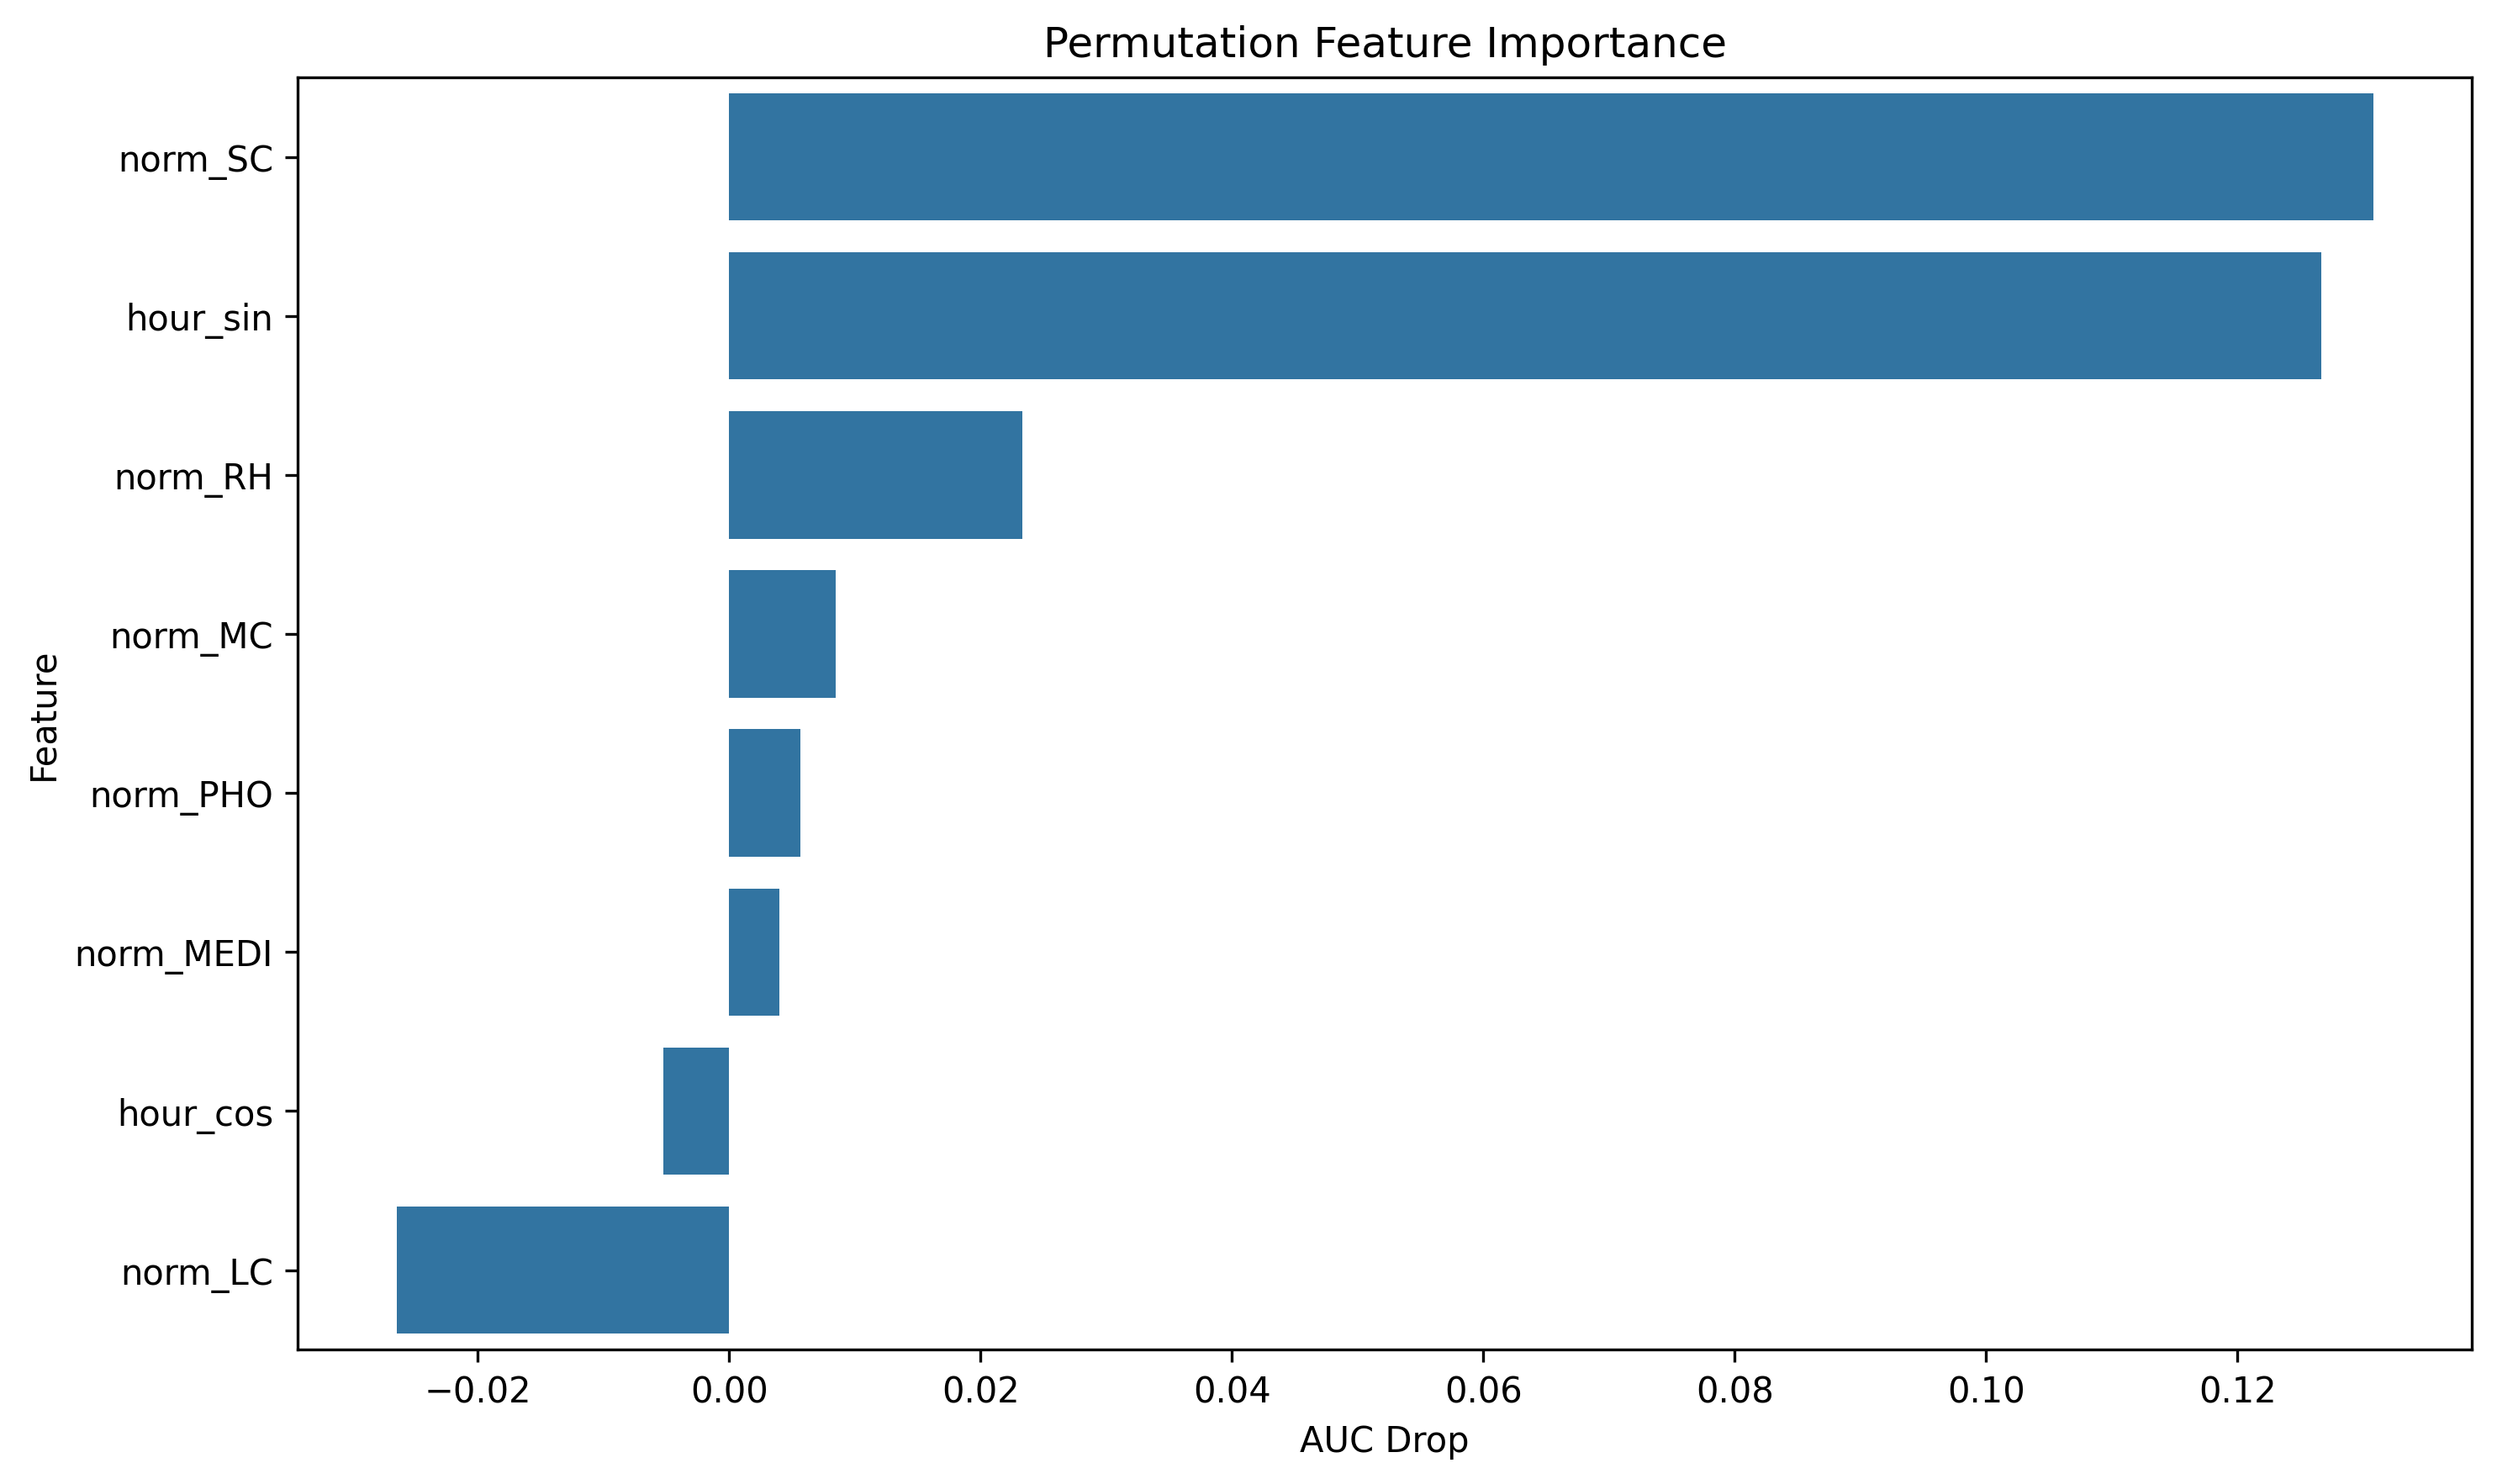 Permutation Feature Importance
norm_SC
hour_sin
norm_RH
norm_MC
norm_PHO
norm_MEDI
hour_cos
norm_LC
Feature
−0.02 0.00 0.02 0.04 0.06 0.08 0.10 0.12
AUC Drop